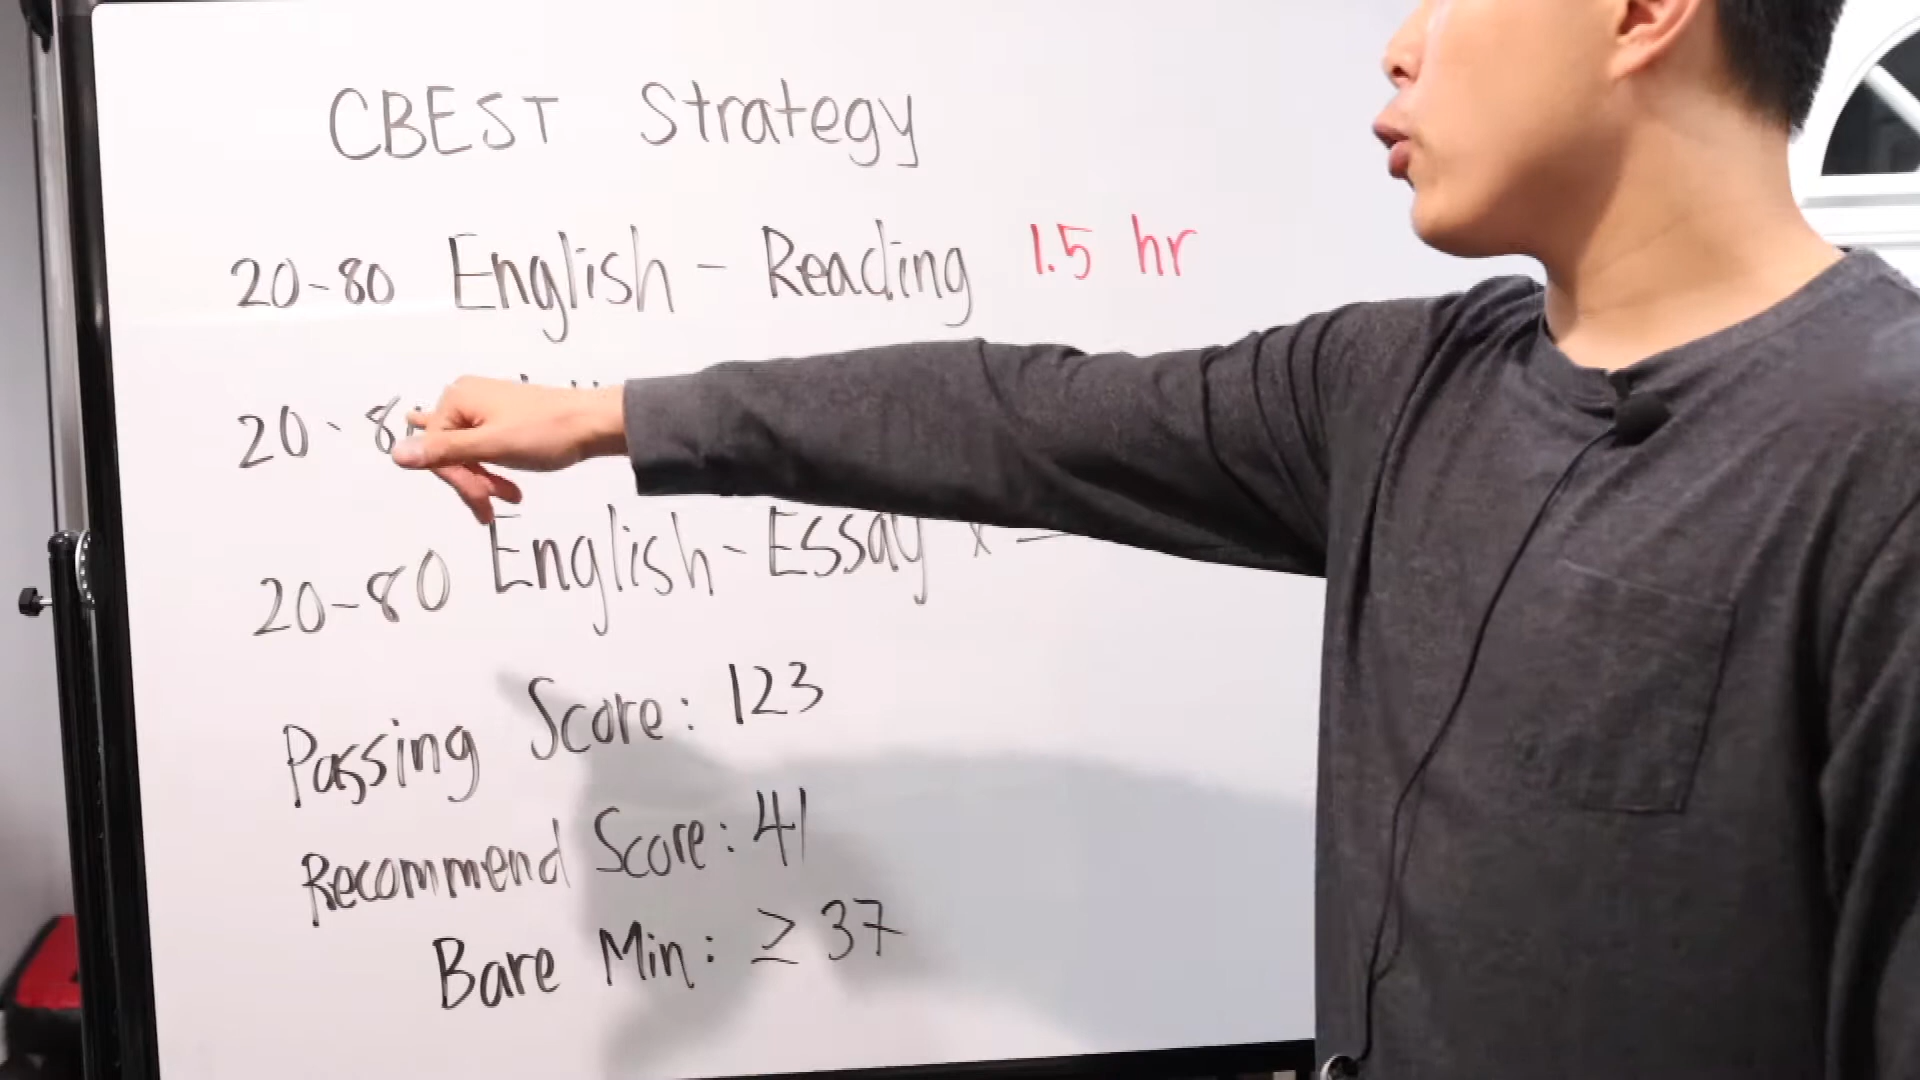 CBEST Strategy
20-80 English - Reading 1.5 hr
20-
20-80 English - Essay x
Passing Score: 123
Recommend Score: 41
Bare Min: ≥ 37